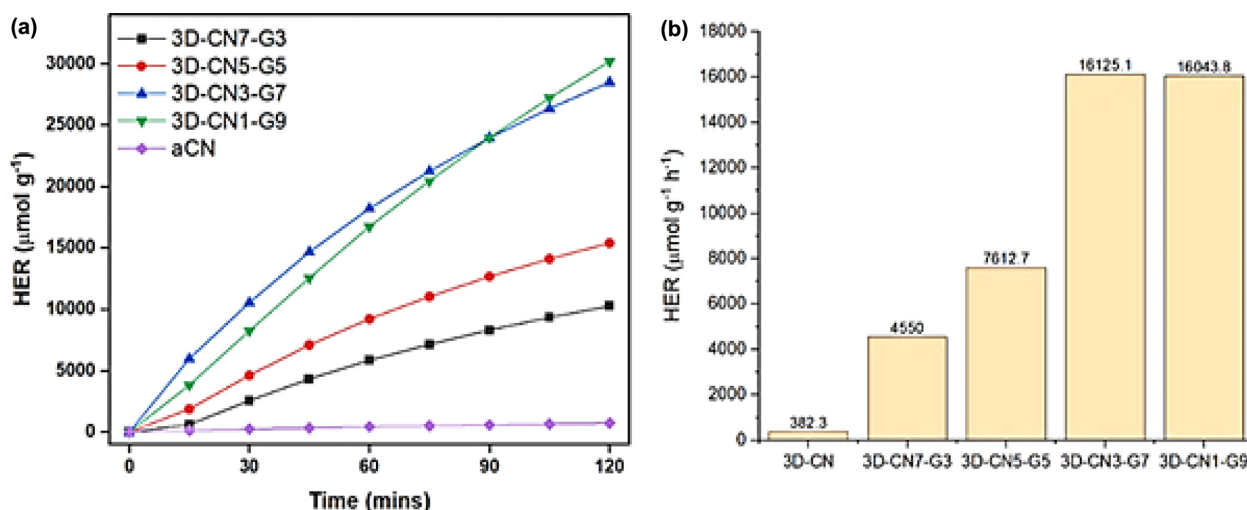 (a)
3D-CN7-G3
3D-CN5-G5
3D-CN3-G7
3D-CN1-G9
aCN
HER (μmol g⁻¹)
30000
25000
20000
15000
10000
5000
0
0 30 60 90 120
Time (mins)
(b)
HER (μmol g⁻¹ h⁻¹)
18000
16000
14000
12000
10000
8000
6000
4000
2000
0
382.3
4550
7612.7
16125.1
16043.8
3D-CN 3D-CN7-G3 3D-CN5-G5 3D-CN3-G7 3D-CN1-G9